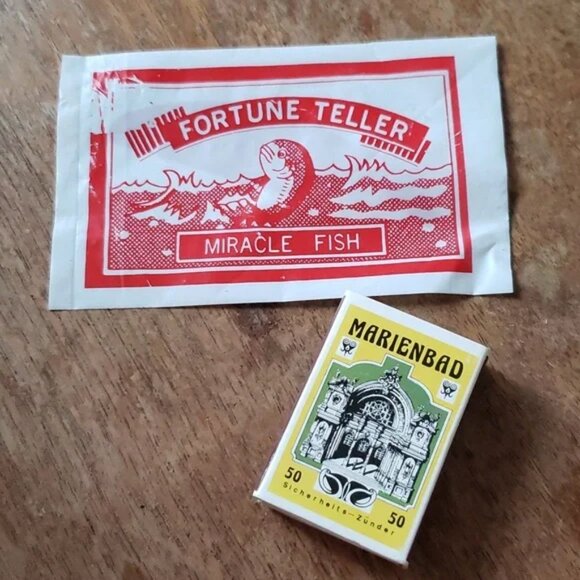 FORTUNE TELLER
MIRACLE FISH
MARIENBAD
50 50
Sicherheits-Zünder